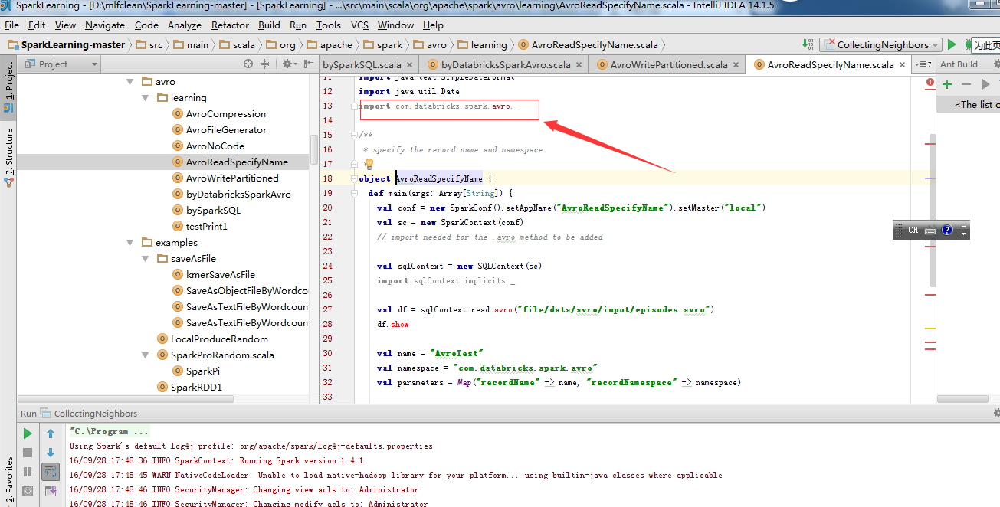 SparkLearning - [D:\mlfclean\SparkLearning-master] - [SparkLearning] - ...\src\main\scala\org\apache\spark\avro\learning\AvroReadSpecifyName.scala - IntelliJ IDEA 14.1.5
File Edit View Navigate Code Analyze Refactor Build Run Tools VCS Window Help
SparkLearning-master src main scala org apache spark avro learning AvroReadSpecifyName.scala CollectingNeighbors 为此页
Project bySparkSQL.scala byDatabricksSparkAvro.scala AvroWritePartitioned.scala AvroReadSpecifyName.scala Ant Build
1: Project
7: Structure
2: Favorites
avro
learning
AvroCompression
AvroFileGenerator
AvroNoCode
AvroReadSpecifyName
AvroWritePartitioned
byDatabricksSparkAvro
bySparkSQL
testPrint1
examples
saveAsFile
kmerSaveAsFile
SaveAsObjectFileByWordcou
SaveAsTextFileByWordcount
SaveAsTextFileByWordcoun
LocalProduceRandom
SparkProRandom.scala
SparkPi
SparkRDD1
11 import java.text.SimpleDateFormat
12 import java.util.Date
13 import com.databricks.spark.avro._
14
15 /**
16 * specify the record name and namespace
17
18 object AvroReadSpecifyName {
19 def main(args: Array[String]) {
20 val conf = new SparkConf().setAppName("AvroReadSpecifyName").setMaster("local")
21 val sc = new SparkContext(conf)
22 // import needed for the .avro method to be added
23
24 val sqlContext = new SQLContext(sc)
25 import sqlContext.implicits._
26
27 val df = sqlContext.read.avro("file/data/avro/input/episodes.avro")
28 df.show
29
30 val name = "AvroTest"
31 val namespace = "com.databricks.spark.avro"
32 val parameters = Map("recordName" -> name, "recordNamespace" -> namespace)
33
<The list c
CH
Run CollectingNeighbors
"C:\Program ...
Using Spark's default log4j profile: org/apache/spark/log4j-defaults.properties
16/09/28 17:48:36 INFO SparkContext: Running Spark version 1.4.1
16/09/28 17:48:45 WARN NativeCodeLoader: Unable to load native-hadoop library for your platform... using builtin-java classes where applicable
16/09/28 17:48:46 INFO SecurityManager: Changing view acls to: Administrator
16/09/28 17:48:46 INFO SecurityManager: Changing modify acls to: Administrator